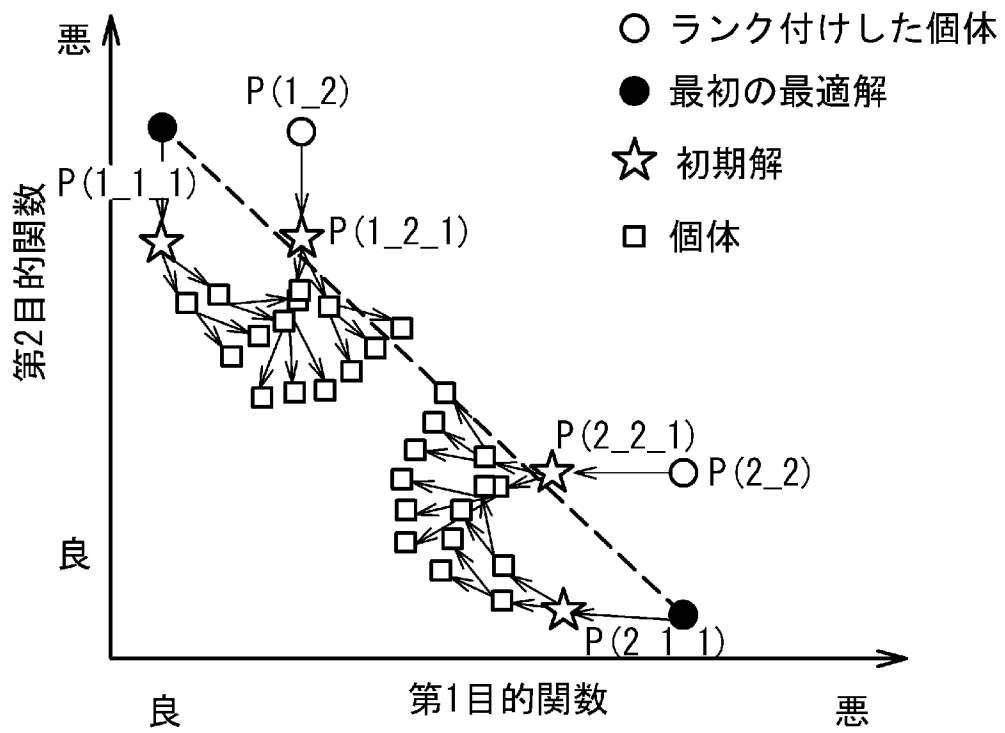 悪
ランク付けした個体
最初の最適解
初期解
個体
P(1_2)
P(1_1_1)
P(1_2_1)
第2目的関数
P(2_2_1)
P(2_2)
良
P(2_1_1)
良
第1目的関数
悪